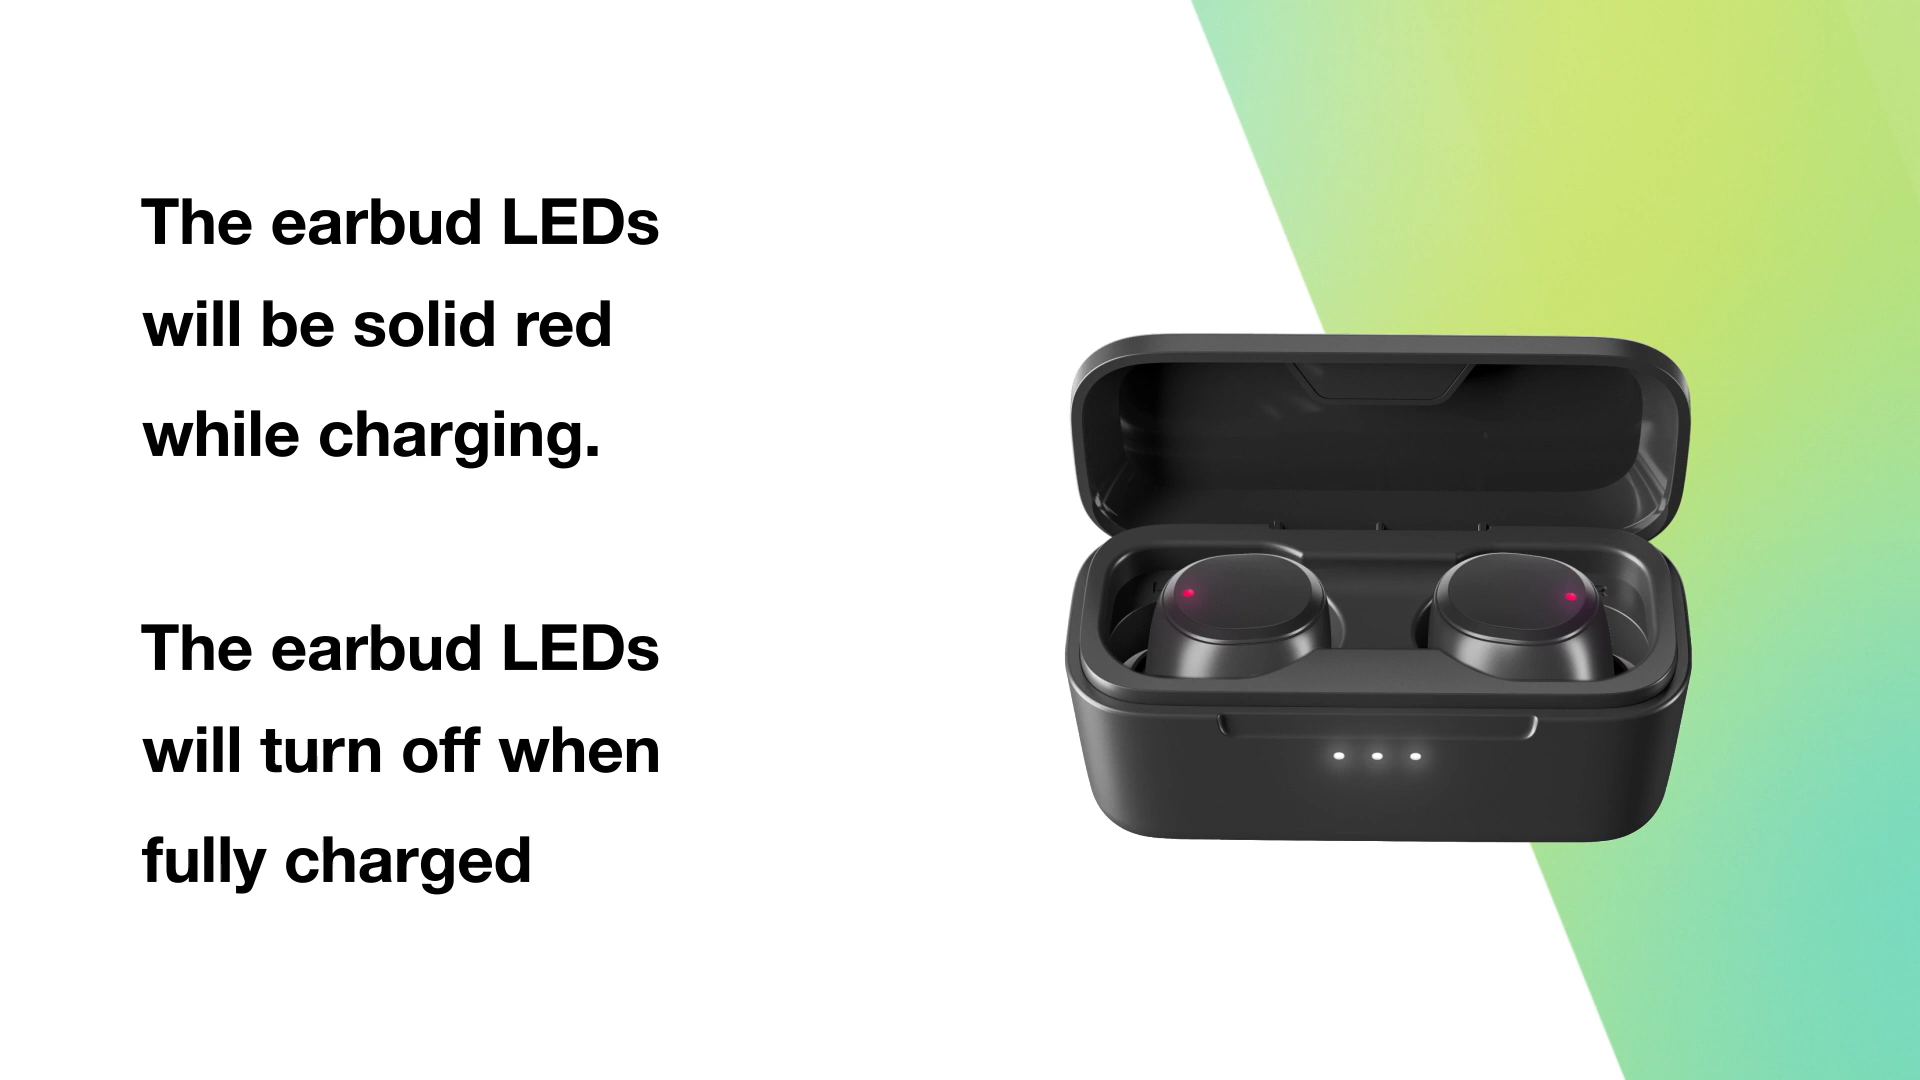 The earbud LEDs
will be solid red
while charging.
The earbud LEDs
will turn off when
fully charged